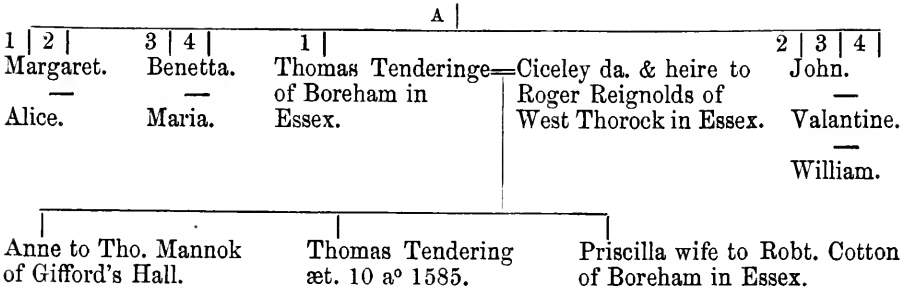 A |
1 | 2 | 3 | 4 | 1 | 2 | 3 | 4 |
Margaret. Benetta. Thomas Tenderinge=Ciceley da. & heire to John.
— — of Boreham in Roger Reignolds of —
Alice. Maria. Essex. West Thorock in Essex. Valantine.
—
William.
Anne to Tho. Mannok Thomas Tendering Priscilla wife to Robt. Cotton
of Gifford's Hall. æt. 10 aº 1585. of Boreham in Essex.